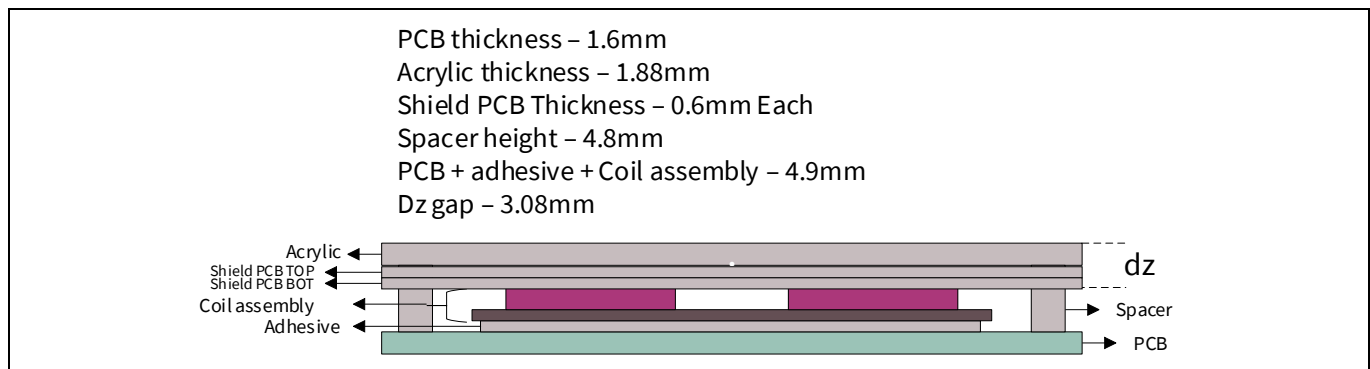 PCB thickness – 1.6mm
Acrylic thickness – 1.88mm
Shield PCB Thickness – 0.6mm Each
Spacer height – 4.8mm
PCB + adhesive + Coil assembly – 4.9mm
Dz gap – 3.08mm
Acrylic
Shield PCB TOP
dz
Shield PCB BOT
Coil assembly
Spacer
Adhesive
PCB